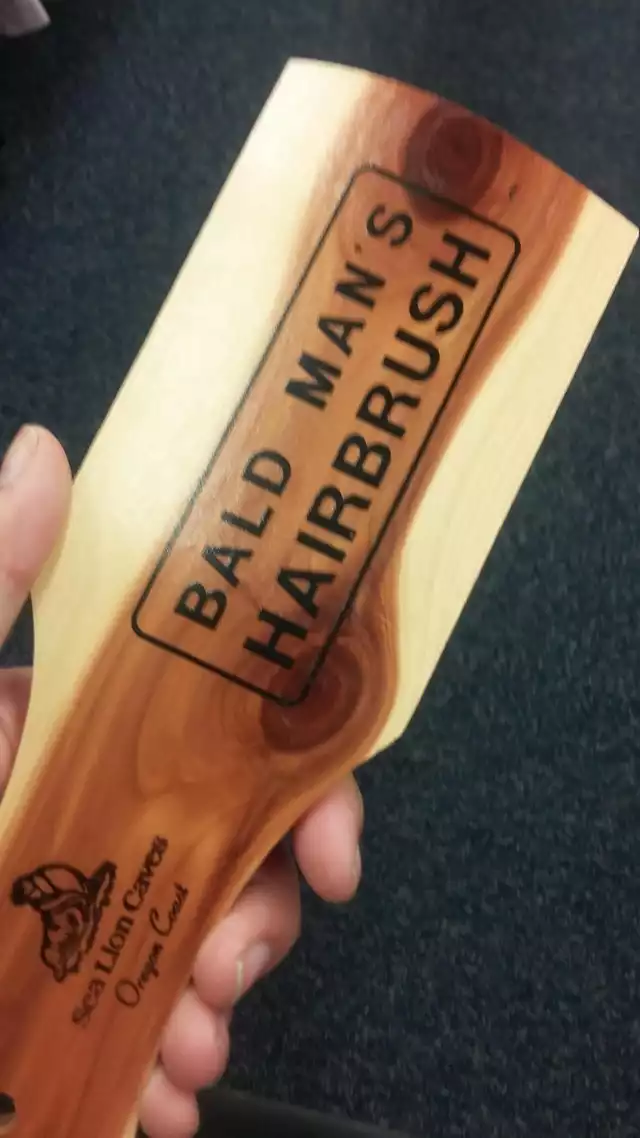 BALD MAN'S
HAIRBRUSH
Sea Lion Caves
Oregon Coast